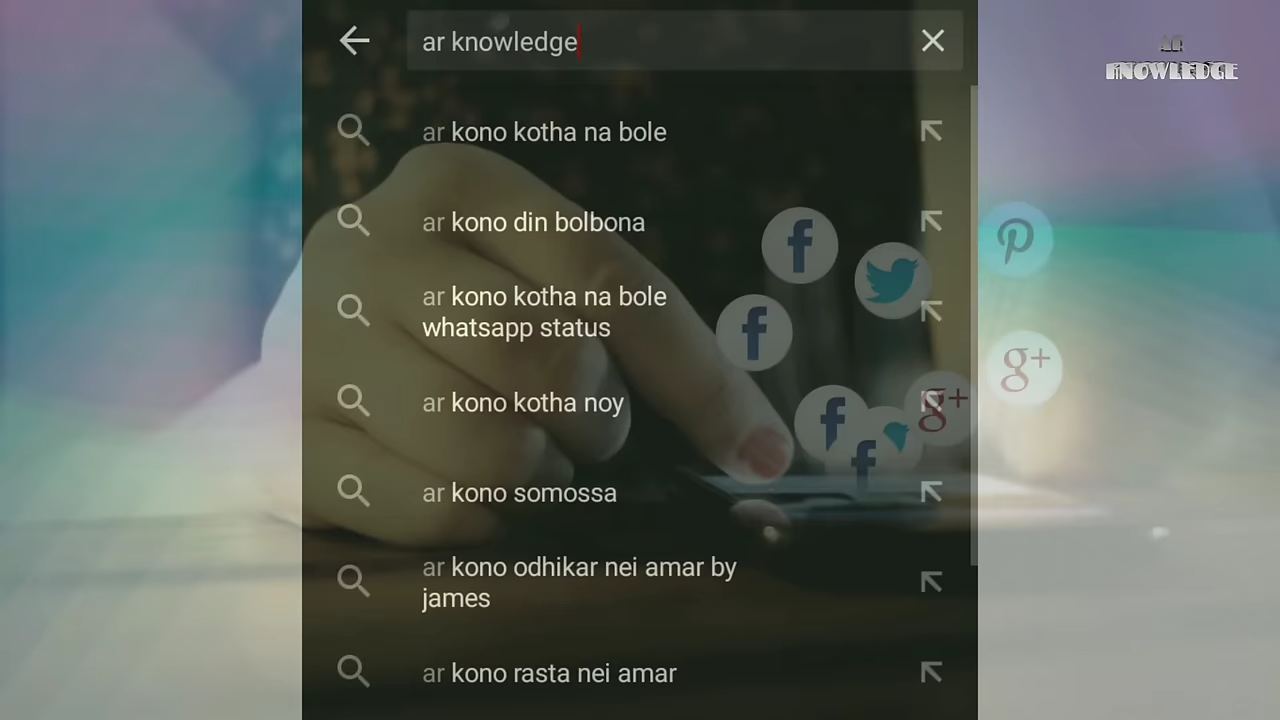 ar knowledge
AR
KNOWLEDGE
ar kono kotha na bole
ar kono din bolbona
ar kono kotha na bole
whatsapp status
ar kono kotha noy
ar kono somossa
ar kono odhikar nei amar by
james
ar kono rasta nei amar